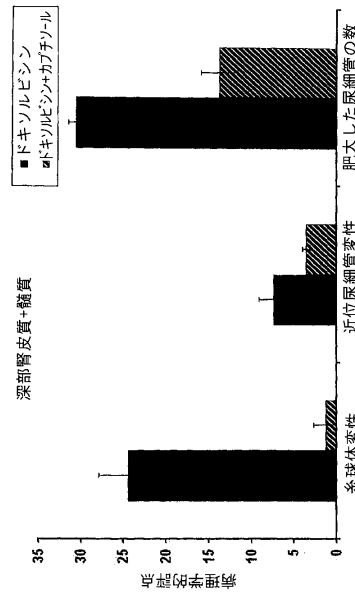 深部腎皮質+髄質
■ ドキソルビシン
ドキソルビシン+カプチゾール
病理学的評点
35
30
25
20
15
10
5
0
糸球体変性
近位尿細管変性
肥大した尿細管の数